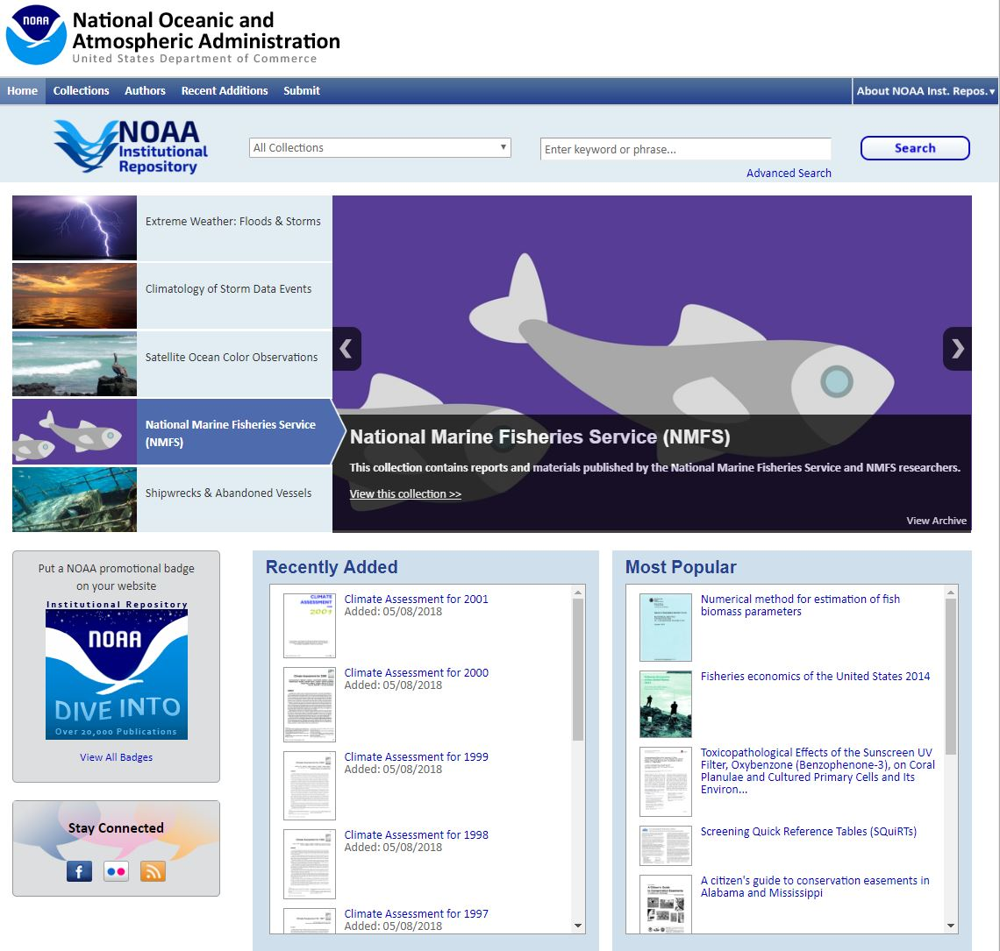 NOAA
National Oceanic and
Atmospheric Administration
United States Department of Commerce
Home Collections Authors Recent Additions Submit About NOAA Inst. Repos.▾
NOAA
Institutional
Repository
All Collections
Enter keyword or phrase...
Search
Advanced Search
Extreme Weather: Floods & Storms
Climatology of Storm Data Events
Satellite Ocean Color Observations
National Marine Fisheries Service
(NMFS)
Shipwrecks & Abandoned Vessels
National Marine Fisheries Service (NMFS)
This collection contains reports and materials published by the National Marine Fisheries Service and NMFS researchers.
View this collection >>
View Archive
Put a NOAA promotional badge
on your website
Institutional Repository
NOAA
DIVE INTO
Over 20,000 Publications
View All Badges
Stay Connected
Recently Added
CLIMATE
ASSESSMENT
2001
Climate Assessment for 2001
Added: 05/08/2018
Climate Assessment for 2000
Added: 05/08/2018
Climate Assessment for 1999
Added: 05/08/2018
Climate Assessment for 1998
Added: 05/08/2018
Climate Assessment for 1997
Added: 05/08/2018
Most Popular
Numerical method for estimation of fish
biomass parameters
Fisheries economics of the United States 2014
Toxicopathological Effects of the Sunscreen UV
Filter, Oxybenzone (Benzophenone-3), on Coral
Planulae and Cultured Primary Cells and Its
Environ...
Screening Quick Reference Tables (SQuiRTs)
A citizen's guide to conservation easements in
Alabama and Mississippi